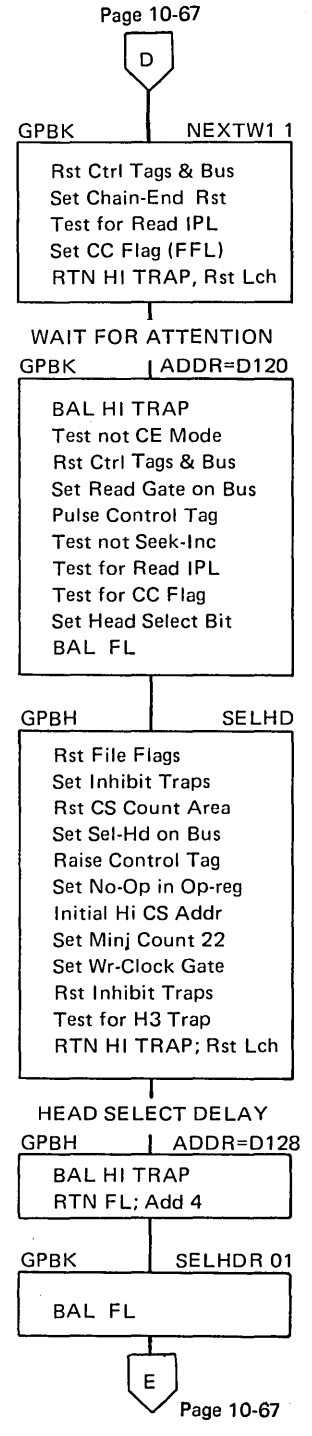 Page 10-67
D
GPBK NEXTW1 1
Rst Ctrl Tags & Bus
Set Chain-End Rst
Test for Read IPL
Set CC Flag (FFL)
RTN HI TRAP, Rst Lch
WAIT FOR ATTENTION
GPBK ADDR=D120
BAL HI TRAP
Test not CE Mode
Rst Ctrl Tags & Bus
Set Read Gate on Bus
Pulse Control Tag
Test not Seek-Inc
Test for Read IPL
Test for CC Flag
Set Head Select Bit
BAL FL
GPBH SELHD
Rst File Flags
Set Inhibit Traps
Rst CS Count Area
Set Sel-Hd on Bus
Raise Control Tag
Set No-Op in Op-reg
Initial Hi CS Addr
Set Minj Count 22
Set Wr-Clock Gate
Rst Inhibit Traps
Test for H3 Trap
RTN HI TRAP; Rst Lch
HEAD SELECT DELAY
GPBH ADDR=D128
BAL HI TRAP
RTN FL; Add 4
GPBK SELHDR 01
BAL FL
E
Page 10-67